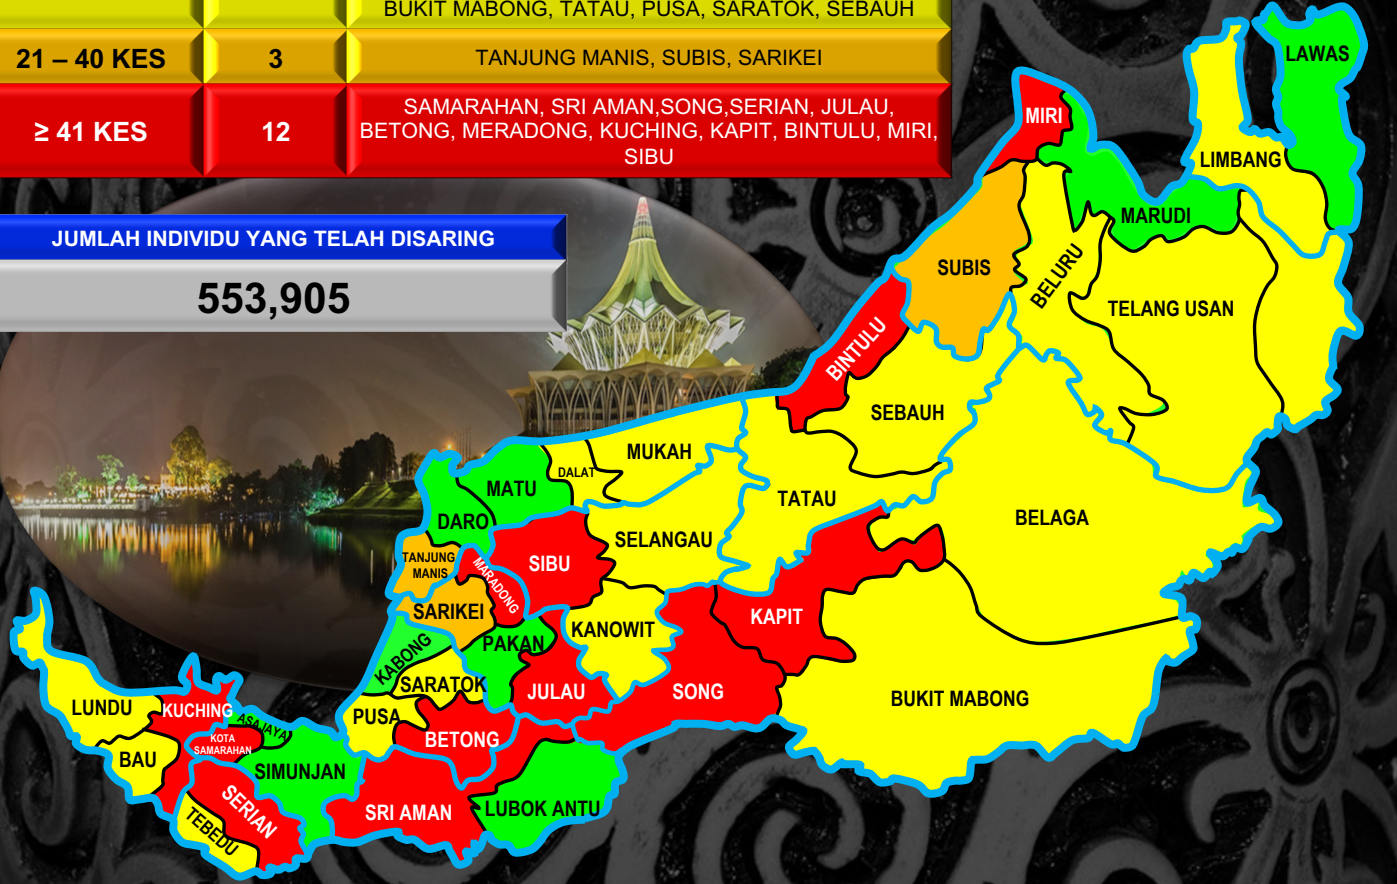 BUKIT MABONG, TATAU, PUSA, SARATOK, SEBAUH
21 – 40 KES
3
TANJUNG MANIS, SUBIS, SARIKEI
≥ 41 KES
12
SAMARAHAN, SRI AMAN,SONG,SERIAN, JULAU,
BETONG, MERADONG, KUCHING, KAPIT, BINTULU, MIRI,
SIBU
JUMLAH INDIVIDU YANG TELAH DISARING
553,905
LAWAS
MIRI
LIMBANG
MARUDI
SUBIS
BELURU
TELANG USAN
BINTULU
SEBAUH
MUKAH
DALAT
MATU
TATAU
DARO
BELAGA
SELANGAU
TANJUNG
MANIS
MARADONG
SIBU
SARIKEI
KAPIT
KANOWIT
PAKAN
KABONG
SARATOK
JULAU
SONG
BUKIT MABONG
LUNDU
KUCHING
ASAJAYA
PUSA
BETONG
KOTA
SAMARAHAN
BAU
SIMUNJAN
SERIAN
SRI AMAN
LUBOK ANTU
TEBEDU